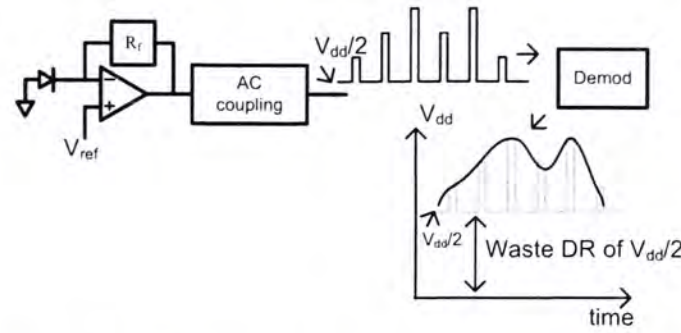 R_f
V_dd/2
AC
coupling
Demod
V_ref
V_dd
V_dd/2
Waste DR of V_dd/2
time